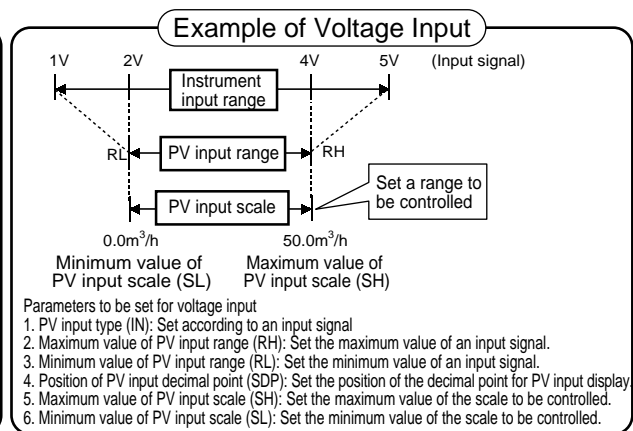 Example of Voltage Input
1V 2V 4V 5V (Input signal)
Instrument
input range
RL PV input range RH
PV input scale
Set a range to
be controlled
0.0m³/h 50.0m³/h
Minimum value of
PV input scale (SL)
Maximum value of
PV input scale (SH)
Parameters to be set for voltage input
1. PV input type (IN): Set according to an input signal
2. Maximum value of PV input range (RH): Set the maximum value of an input signal.
3. Minimum value of PV input range (RL): Set the minimum value of an input signal.
4. Position of PV input decimal point (SDP): Set the position of the decimal point for PV input display.
5. Maximum value of PV input scale (SH): Set the maximum value of the scale to be controlled.
6. Minimum value of PV input scale (SL): Set the minimum value of the scale to be controlled.